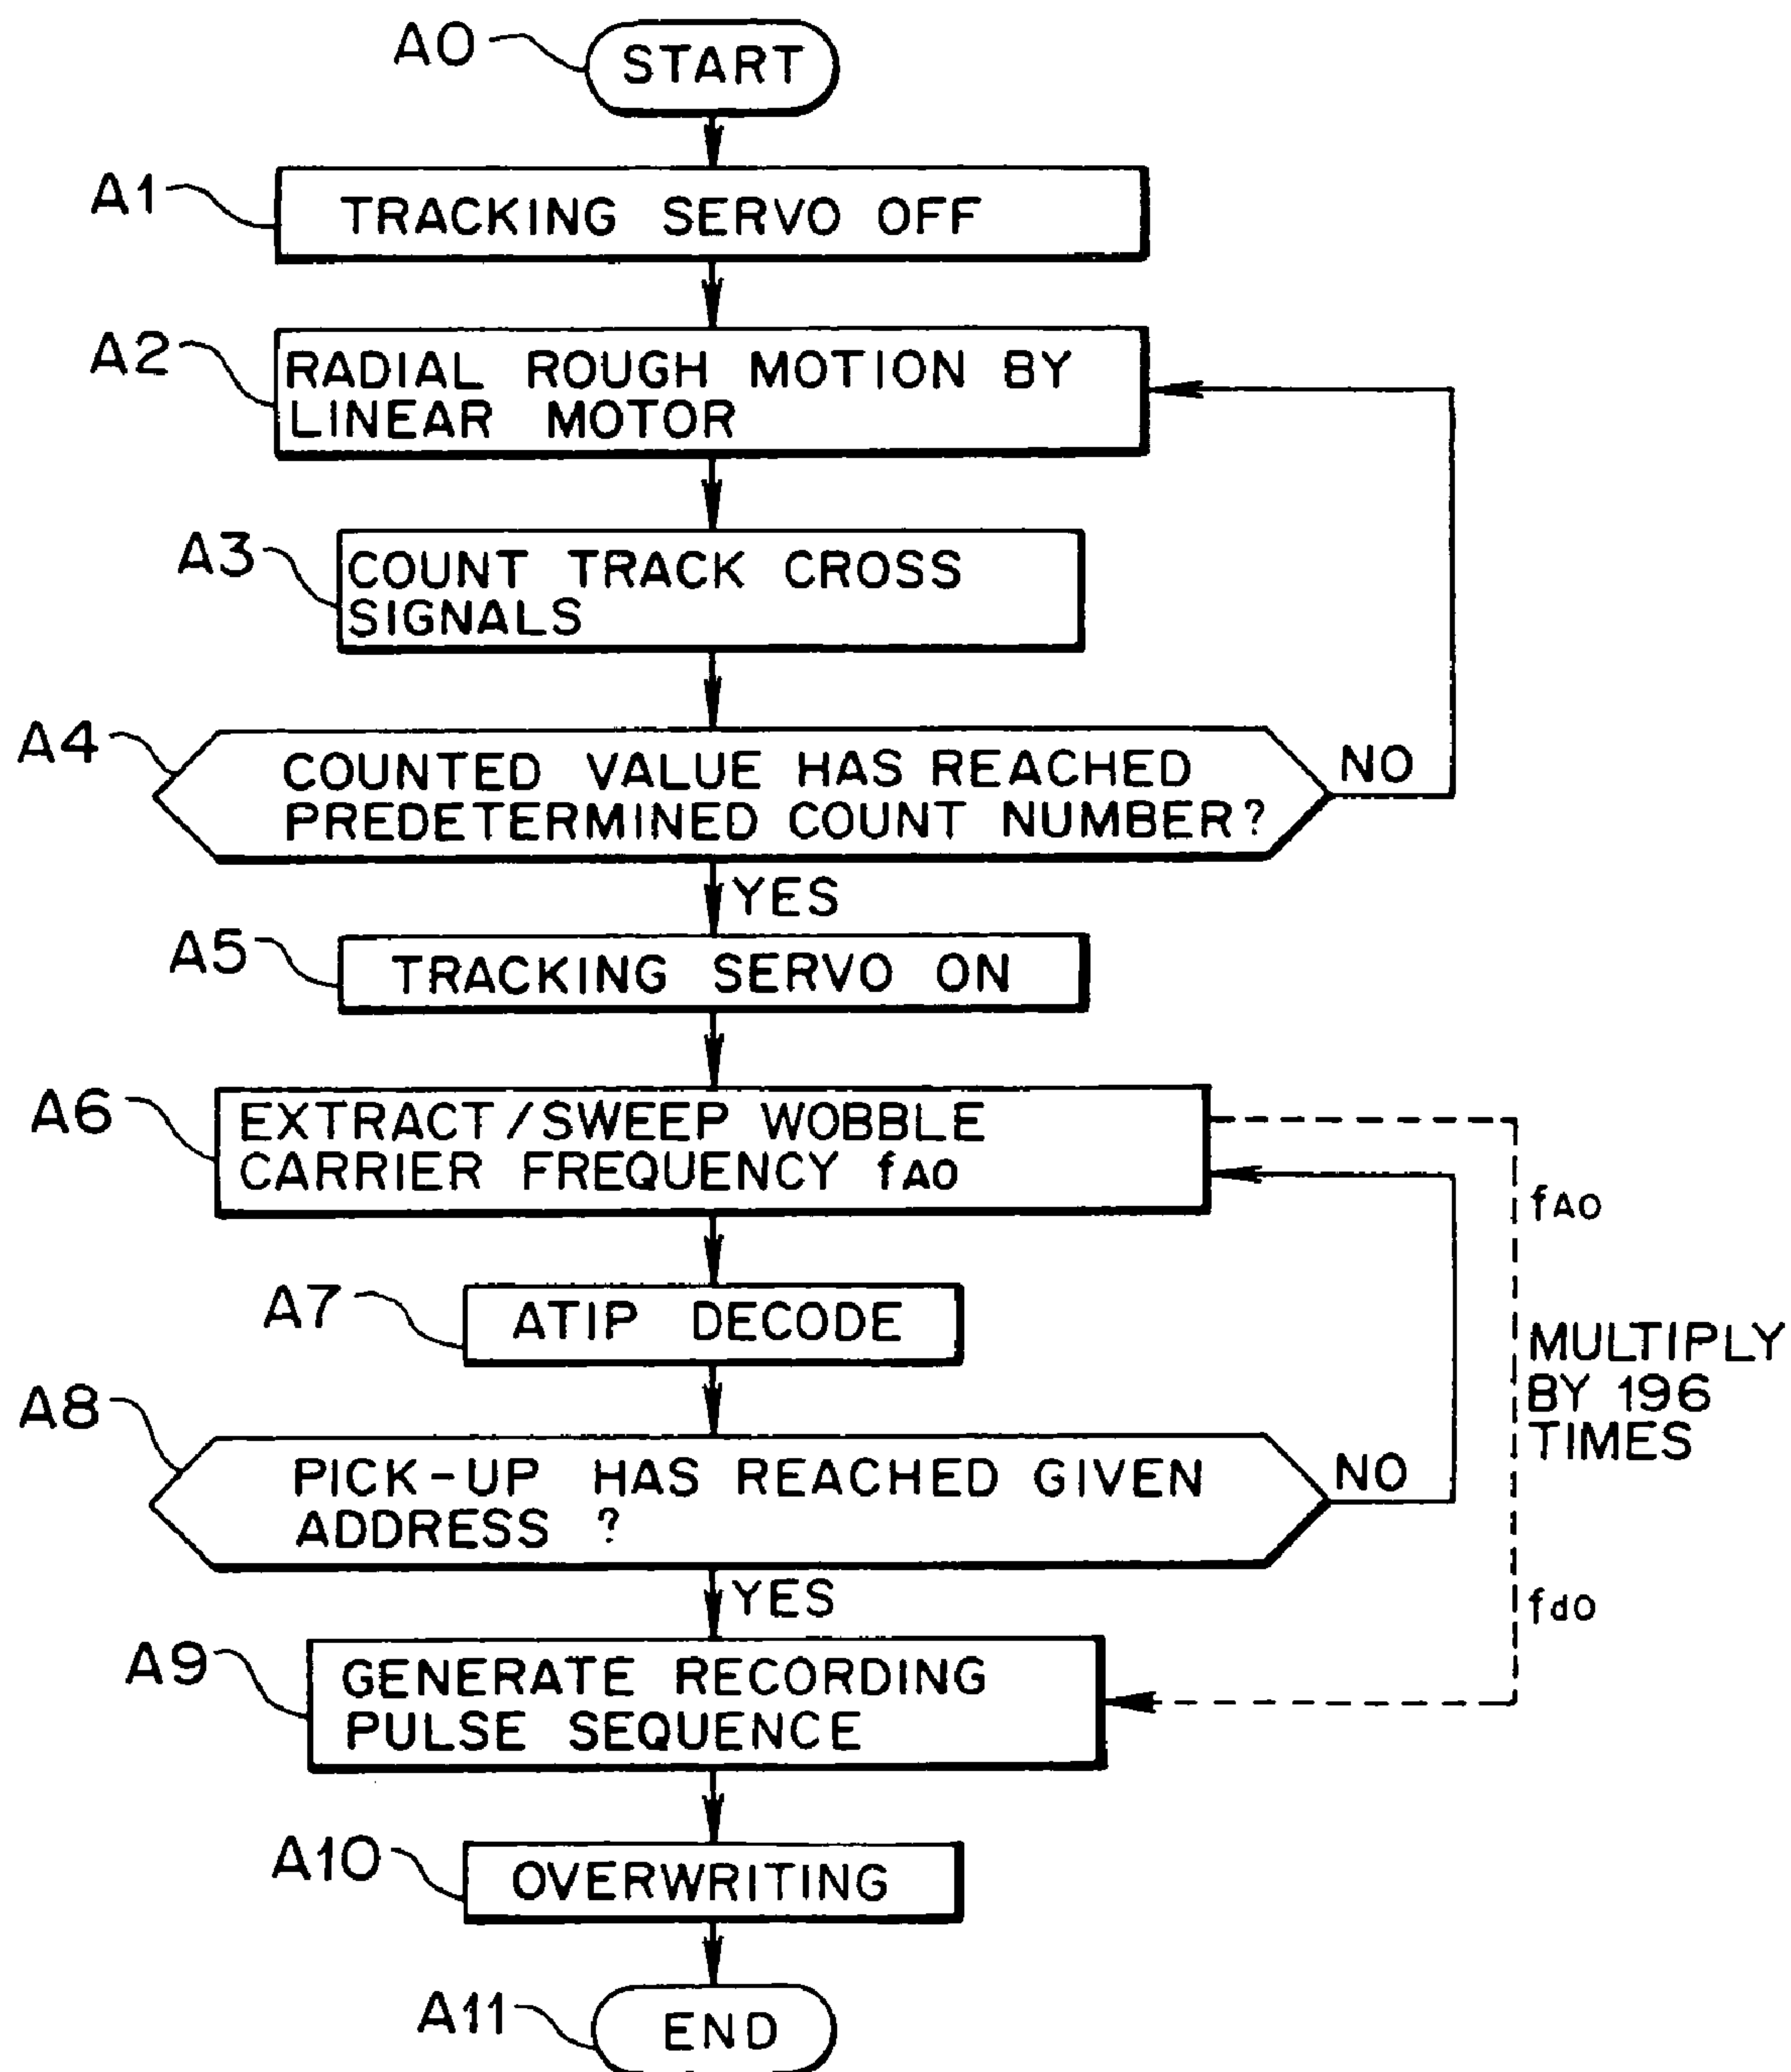 A0
START
A1
TRACKING SERVO OFF
A2
RADIAL ROUGH MOTION BY
LINEAR MOTOR
A3
COUNT TRACK CROSS
SIGNALS
A4
COUNTED VALUE HAS REACHED
PREDETERMINED COUNT NUMBER?
NO
YES
A5
TRACKING SERVO ON
A6
EXTRACT/SWEEP WOBBLE
CARRIER FREQUENCY fA0
fA0
A7
ATIP DECODE
MULTIPLY
BY 196
TIMES
A8
PICK-UP HAS REACHED GIVEN
ADDRESS ?
NO
YES
fd0
A9
GENERATE RECORDING
PULSE SEQUENCE
A10
OVERWRITING
A11
END